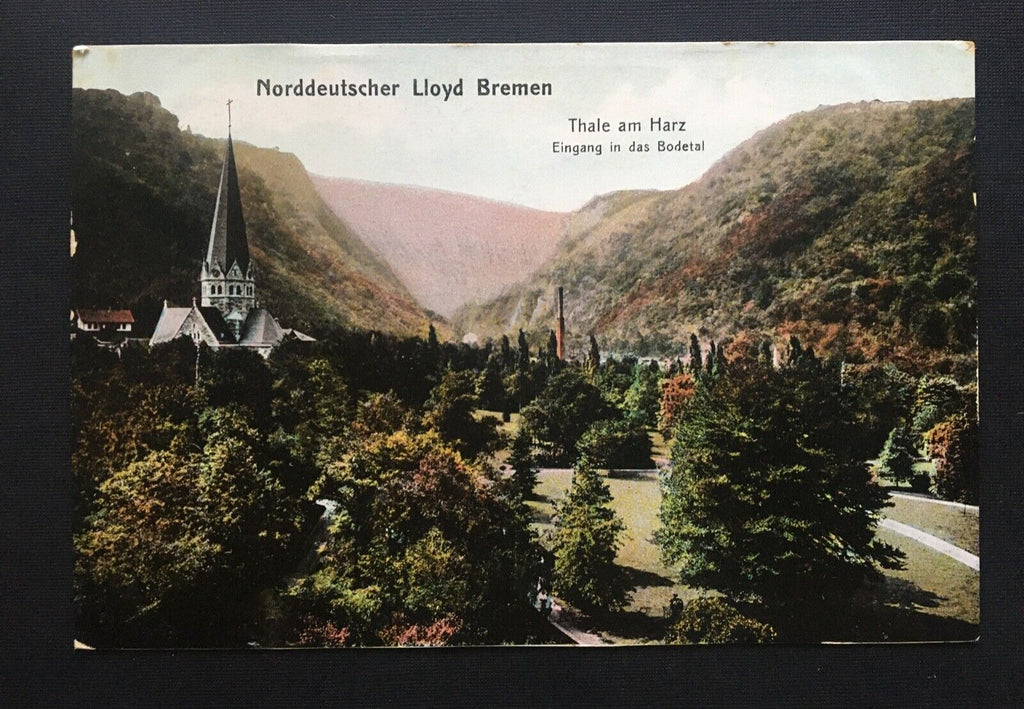 Norddeutscher Lloyd Bremen
Thale am Harz
Eingang in das Bodetal